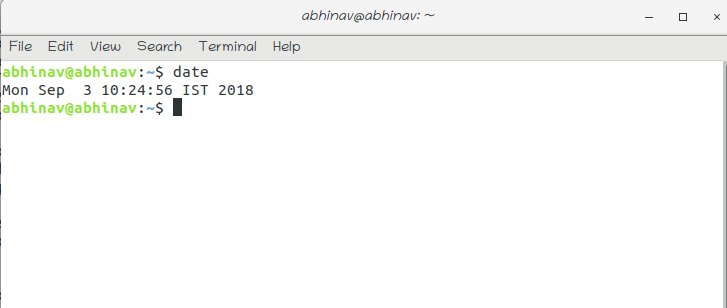 abhinav@abhinav: ~
File Edit View Search Terminal Help
abhinav@abhinav:~$ date
Mon Sep  3 10:24:56 IST 2018
abhinav@abhinav:~$